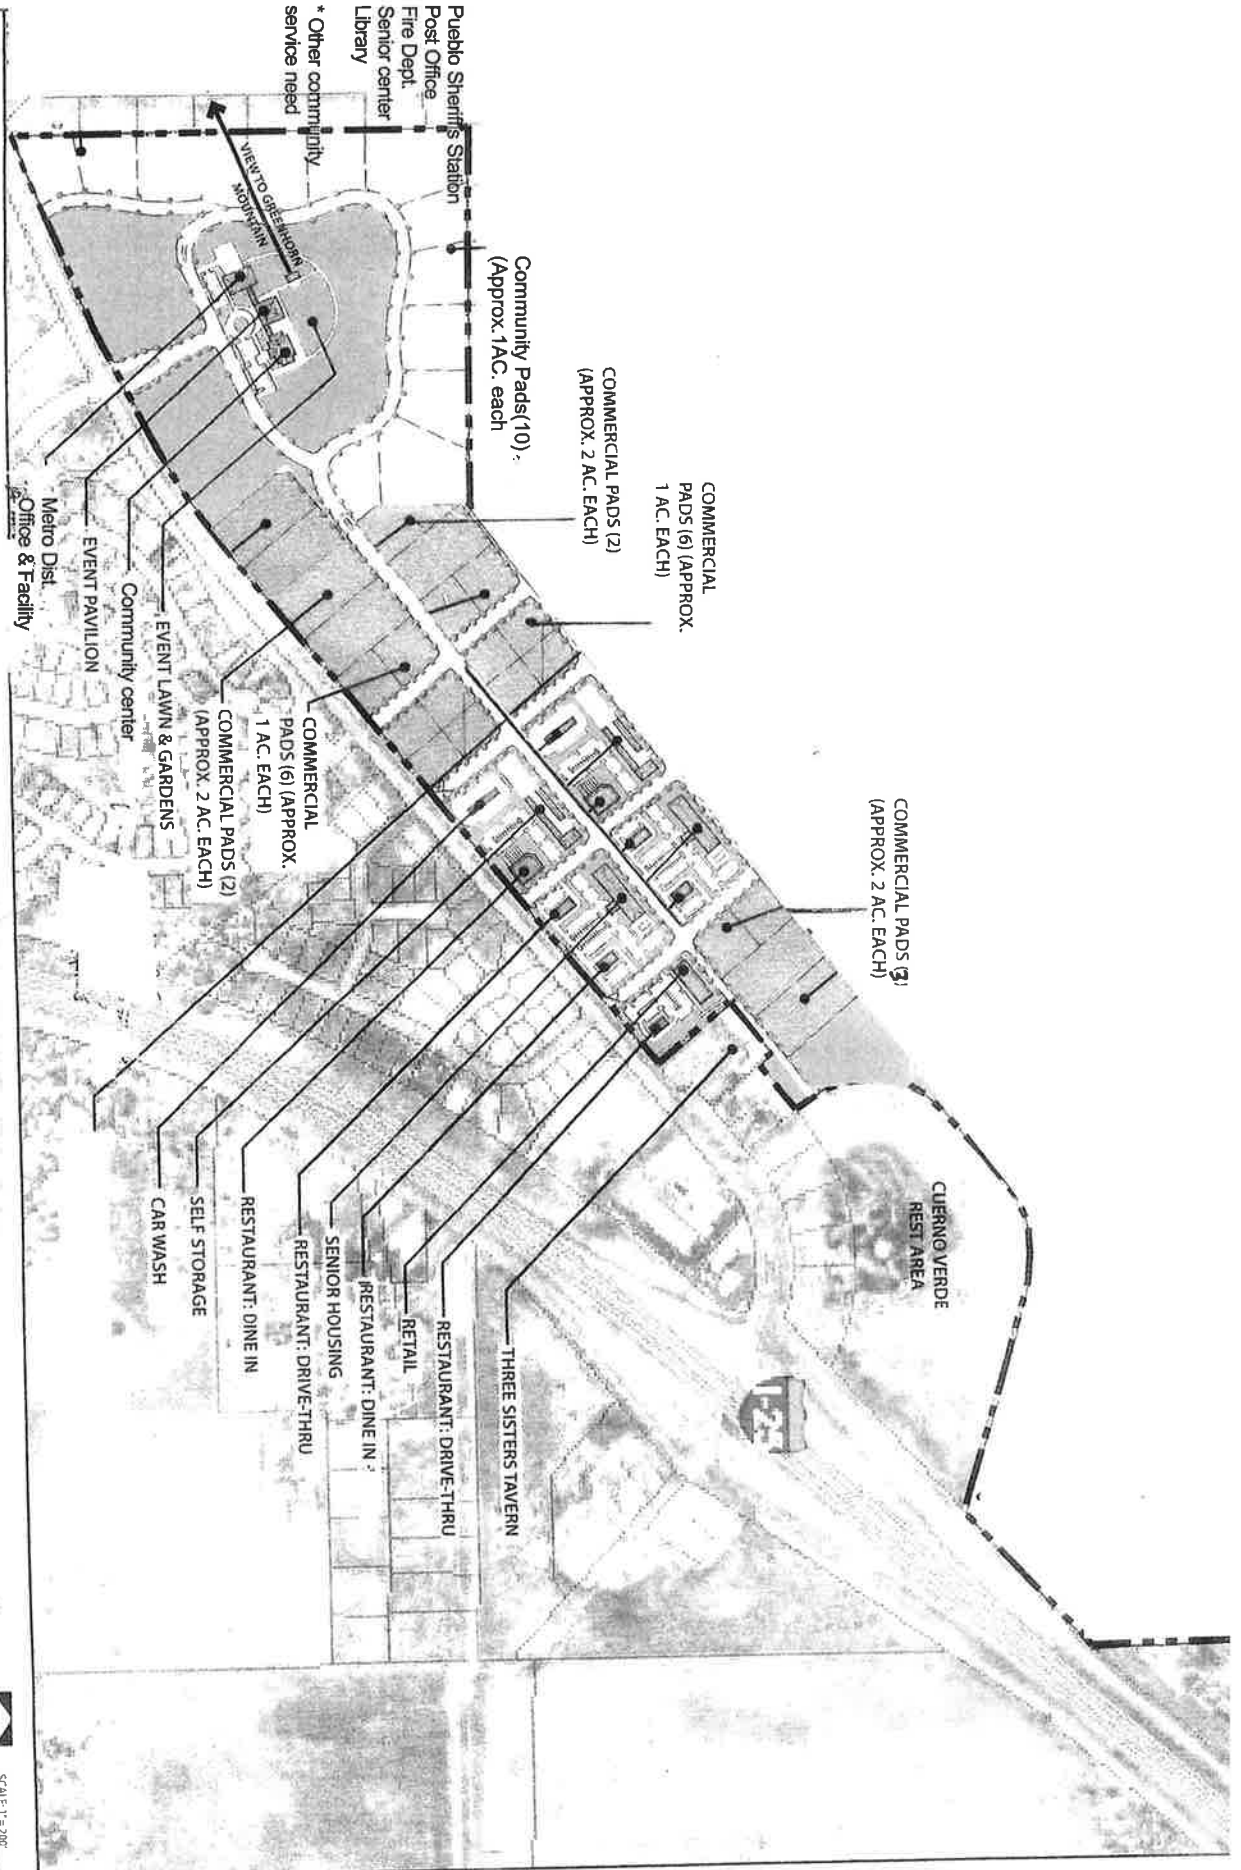 Pueblo Sheriff's Station
Post Office
Fire Dept.
Senior center
Library
* Other community
service need
VIEW TO GREENHORN
MOUNTAIN
Community Pads(10)
(Approx.1AC. each
COMMERCIAL PADS (2)
(APPROX. 2 AC. EACH)
COMMERCIAL
PADS (6) (APPROX.
1 AC. EACH)
COMMERCIAL PADS (3)
(APPROX. 2 AC. EACH)
CUERNO VERDE
REST AREA
I-25
THREE SISTERS TAVERN
RESTAURANT: DRIVE-THRU
RETAIL
RESTAURANT: DINE IN
SENIOR HOUSING
RESTAURANT: DRIVE-THRU
RESTAURANT: DINE IN
SELF STORAGE
CAR WASH
COMMERCIAL
PADS (6) (APPROX.
1 AC. EACH)
COMMERCIAL PADS (2)
(APPROX. 2 AC. EACH)
EVENT LAWN & GARDENS
Community center
EVENT PAVILION
Metro Dist.
Office & Facility
SCALE: 1" = 200'